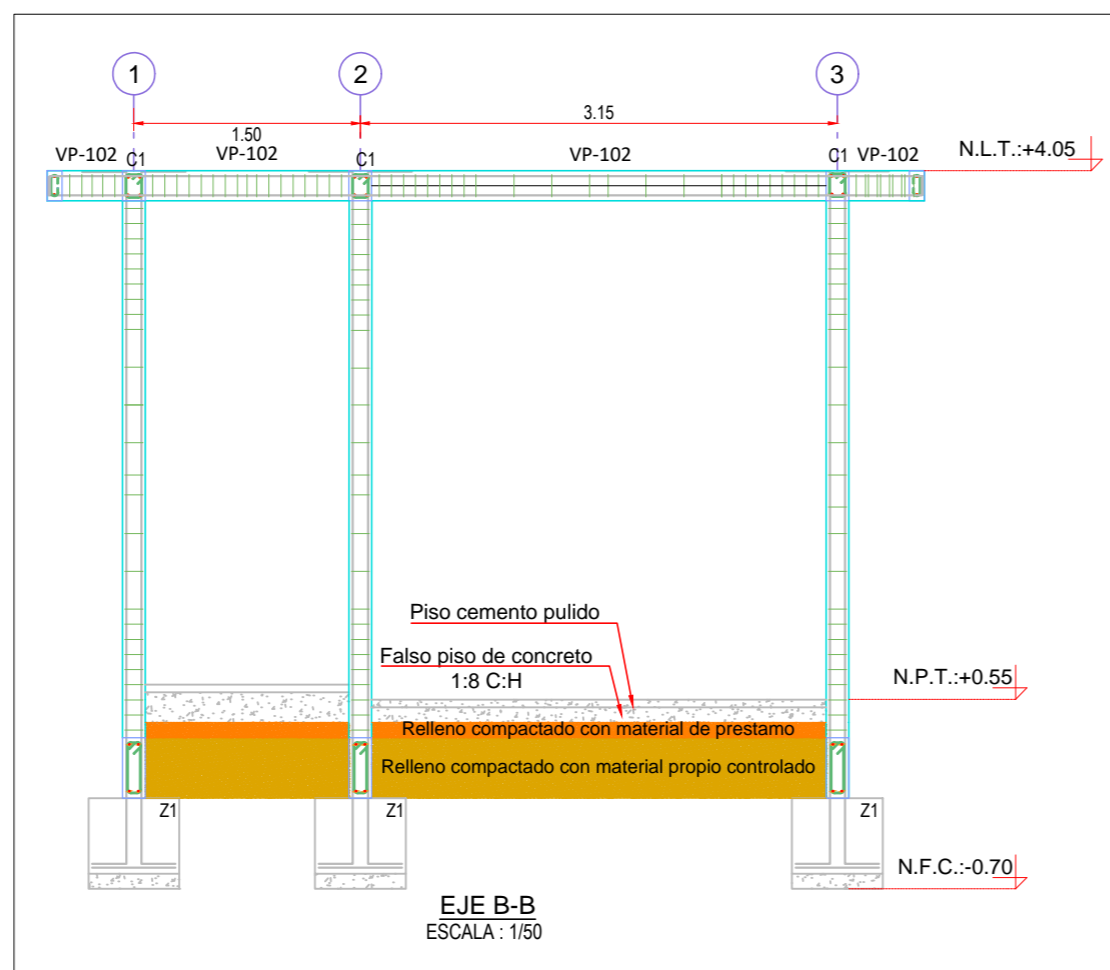 1
2
3
1.50
3.15
VP-102
C1
VP-102
C1
VP-102
C1
VP-102
N.L.T.:+4.05
Piso cemento pulido
Falso piso de concreto
1:8 C:H
N.P.T.:+0.55
Relleno compactado con material de prestamo
Relleno compactado con material propio controlado
Z1
Z1
Z1
N.F.C.:-0.70
EJE B-B
ESCALA : 1/50